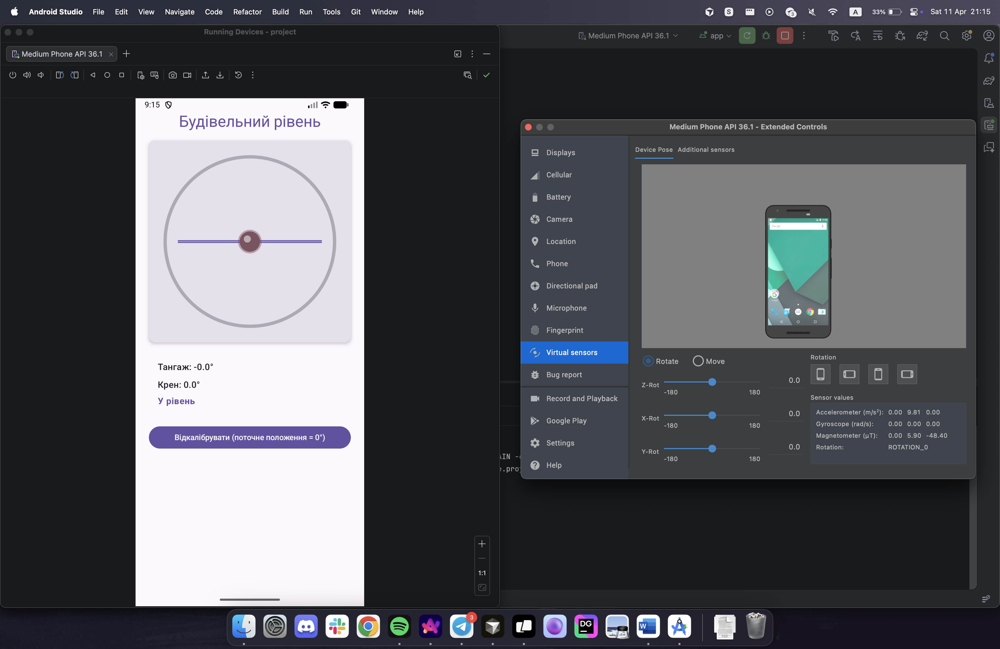 Android Studio File Edit View Navigate Code Refactor Build Run Tools Git Window Help
S 3 A 33% Sat 11 Apr 21:15
Running Devices - project
Medium Phone API 36.1 app
Medium Phone API 36.1
9:15
Будівельний рівень
Тангаж: -0.0°
Крен: 0.0°
У рівень
Відкалібрувати (поточне положення = 0°)
1:1
AIN -
e.pro
Medium Phone API 36.1 - Extended Controls
Displays
Cellular
Battery
Camera
Location
Phone
Directional pad
Microphone
Fingerprint
Virtual sensors
Bug report
Record and Playback
Google Play
Settings
Help
Device Pose Additional sensors
Google
Rotate Move
Z-Rot 0.0
-180 180
X-Rot 0.0
-180 180
Y-Rot 0.0
-180 180
Rotation
Sensor values
Accelerometer (m/s²): 0.00 9.81 0.00
Gyroscope (rad/s): 0.00 0.00 0.00
Magnetometer (μT): 0.00 5.90 -48.40
Rotation: ROTATION_0
3
DG
W
PDF